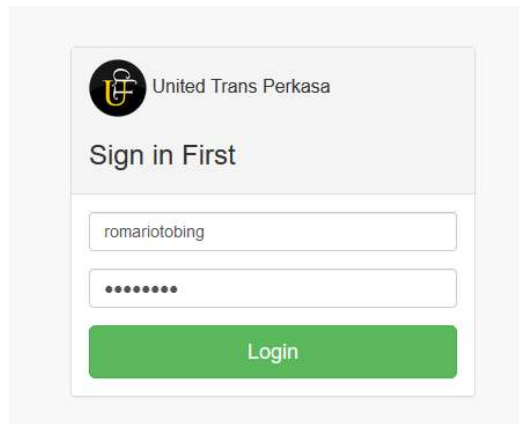 United Trans Perkasa
Sign in First
romariotobing
••••••••
Login